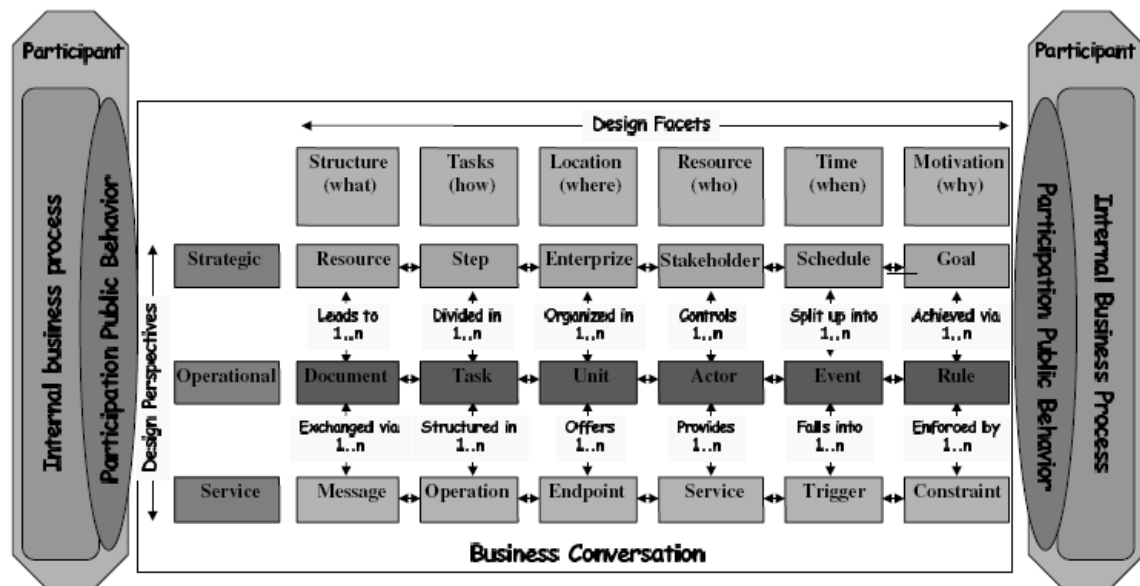 Participant
Participant
Internal business process
Participation Public Behavior
Design Perspectives
Design Facets
Structure
(what)
Tasks
(how)
Location
(where)
Resource
(who)
Time
(when)
Motivation
(why)
Strategic
Resource
Step
Enterprize
Stakeholder
Schedule
Goal
Leads to
1..n
Divided in
1..n
Organized in
1..n
Controls
1..n
Split up into
1..n
Achieved via
1..n
Operational
Document
Task
Unit
Actor
Event
Rule
Exchanged via
1..n
Structured in
1..n
Offers
1..n
Provides
1..n
Falls into
1..n
Enforced by
1..n
Service
Message
Operation
Endpoint
Service
Trigger
Constraint
Business Conversation
Participation Public Behavior
Internal Business Process